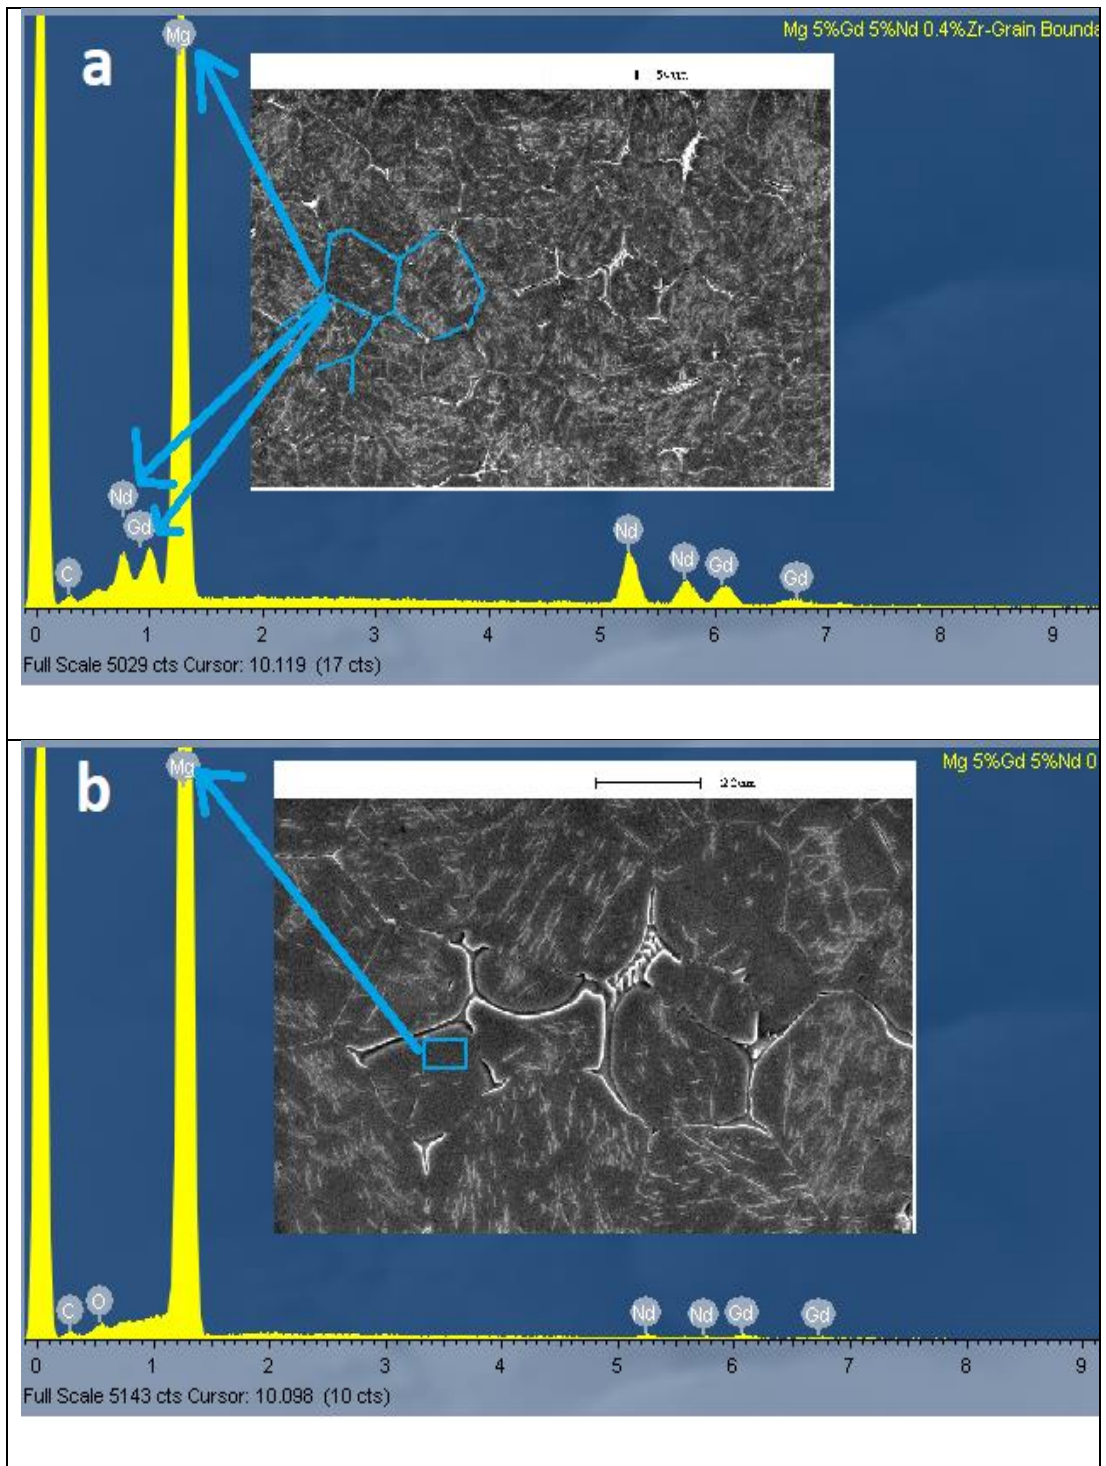 Mg 5%Gd 5%Nd 0.4%Zr-Grain Bounda
a
Mg
Nd
Gd
C
Nd
Nd
Gd
Gd
0 1 2 3 4 5 6 7 8 9
Full Scale 5029 cts Cursor: 10.119 (17 cts)
Mg 5%Gd 5%Nd 0
b
Mg
C
O
Nd
Nd
Gd
Gd
0 1 2 3 4 5 6 7 8 9
Full Scale 5143 cts Cursor: 10.098 (10 cts)